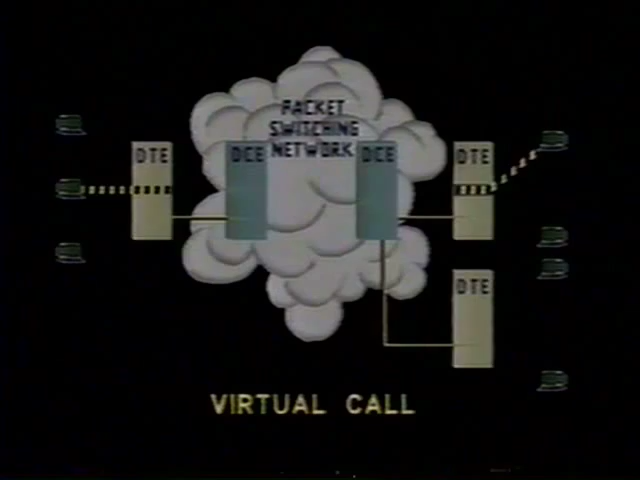 PACKET
SWITCHING
NETWORK
DTE
DCE
DCE
DTE
DTE
VIRTUAL CALL